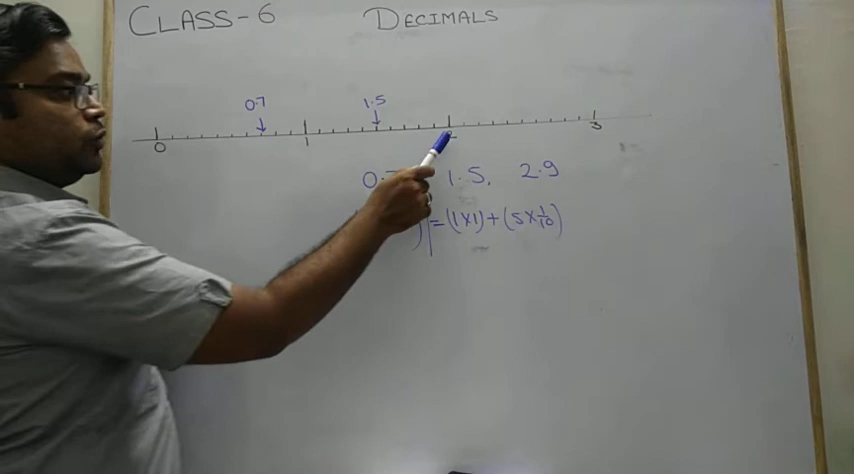 CLASS-6 DECIMALS
0.7 1.5
0 1 3
1.5, 2.9
=(1×1)+(5×1/10)